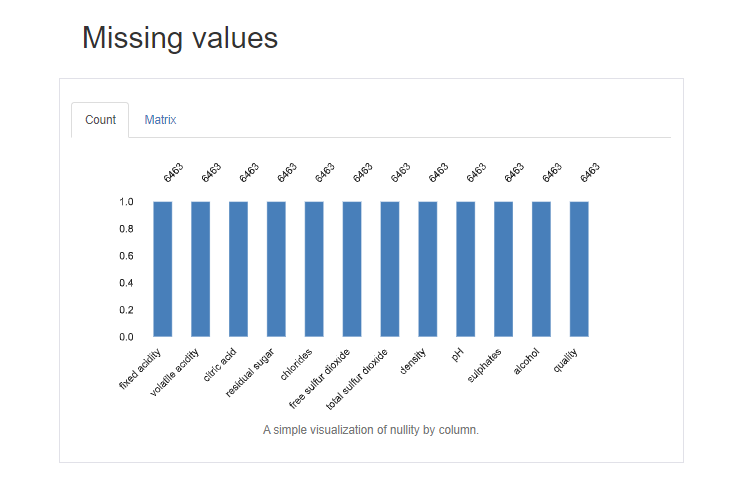 Missing values
Count Matrix
6463 6463 6463 6463 6463 6463 6463 6463 6463 6463 6463 6463
1.0
0.8
0.6
0.4
0.2
0.0
fixed acidity
volatile acidity
citric acid
residual sugar
chlorides
free sulfur dioxide
total sulfur dioxide
density
pH
sulphates
alcohol
quality
A simple visualization of nullity by column.